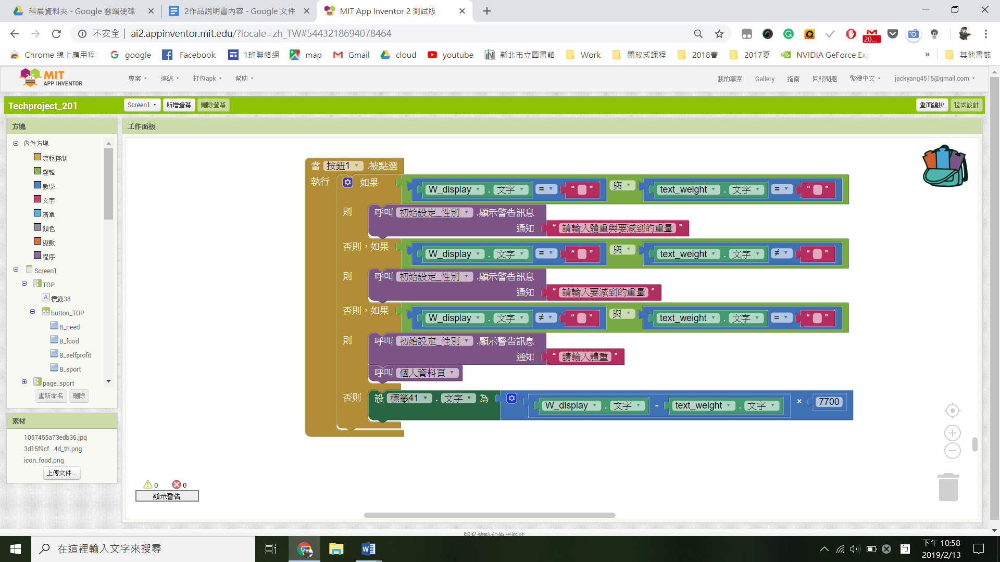 科展資料夾 - Google 雲端硬碟
2作品說明書內容 - Google 文件
MIT App Inventor 2 測試版
不安全 | ai2.appinventor.mit.edu/?locale=zh_TW#5443218694078464
20...
Chrome 線上應用程式
google
Facebook
1班聯絡網
map
Gmail
cloud
youtube
新北市立圖書館
Work
開放式課程
2018春
2017夏
NVIDIA GeForce Exp
»
其他書籤
MIT
APP INVENTOR
專案
連線
打包apk
幫助
我的專案
Gallery
指南
回報問題
繁體中文
jackyang4515@gmail.com
Techproject_201
Screen1
新增螢幕
刪除螢幕
畫面編排
程式設計
方塊
內件方塊
流程控制
邏輯
數學
文字
清單
顏色
變數
程序
Screen1
TOP
標籤38
button_TOP
B_need
B_food
B_selfprofit
B_sport
page_sport
重新命名
刪除
素材
1057455a73edb36.jpg
3d15f9cf...4d_th.png
icon_food.png
上傳文件...
工作面板
當 按鈕1 .被點選
執行 如果 W_display . 文字 = “ ” 與 text_weight . 文字 = “ ”
則 呼叫 初始設定_性別 .顯示警告訊息
通知 “ 請輸入體重與要減到的重量 ”
否則，如果 W_display . 文字 = “ ” 與 text_weight . 文字 ≠ “ ”
則 呼叫 初始設定_性別 .顯示警告訊息
通知 “ 請輸入要減到的重量 ”
否則，如果 W_display . 文字 ≠ “ ” 與 text_weight . 文字 = “ ”
則 呼叫 初始設定_性別 .顯示警告訊息
通知 “ 請輸入體重 ”
呼叫 個人資料頁
否則 設 標籤41 . 文字 為 W_display . 文字 - text_weight . 文字 × 7700
0 0
顯示警告
隱私策略和使用條款
在這裡輸入文字來搜尋
ㄅ
下午 10:58
2019/2/13